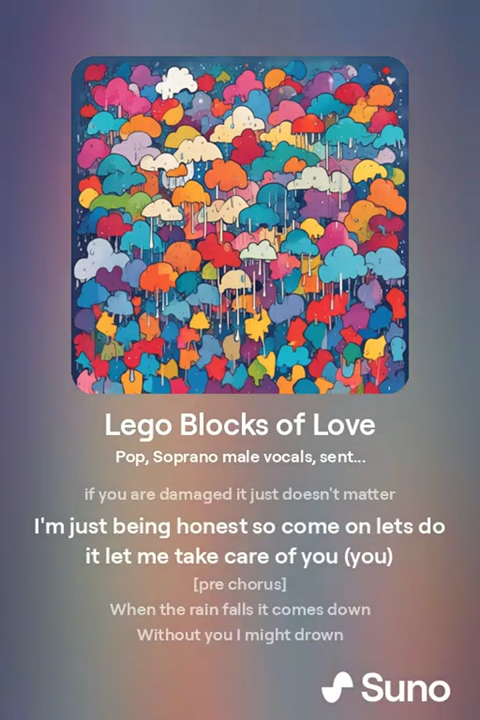 Lego Blocks of Love
Pop, Soprano male vocals, sent...
if you are damaged it just doesn't matter
I'm just being honest so come on lets do
it let me take care of you (you)
[pre chorus]
When the rain falls it comes down
Without you I might drown
Suno